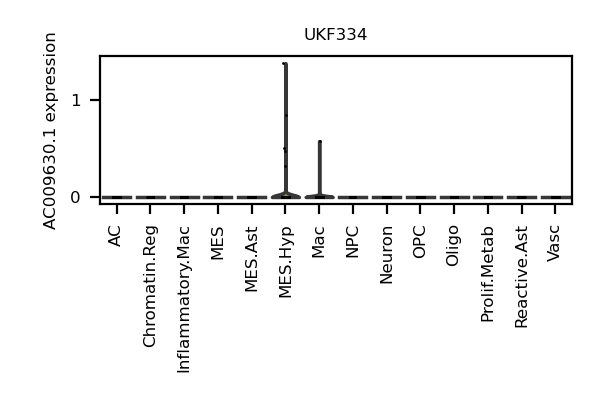 UKF334
AC009630.1 expression
1
0
AC
Chromatin.Reg
Inflammatory.Mac
MES
MES.Ast
MES.Hyp
Mac
NPC
Neuron
OPC
Oligo
Prolif.Metab
Reactive.Ast
Vasc